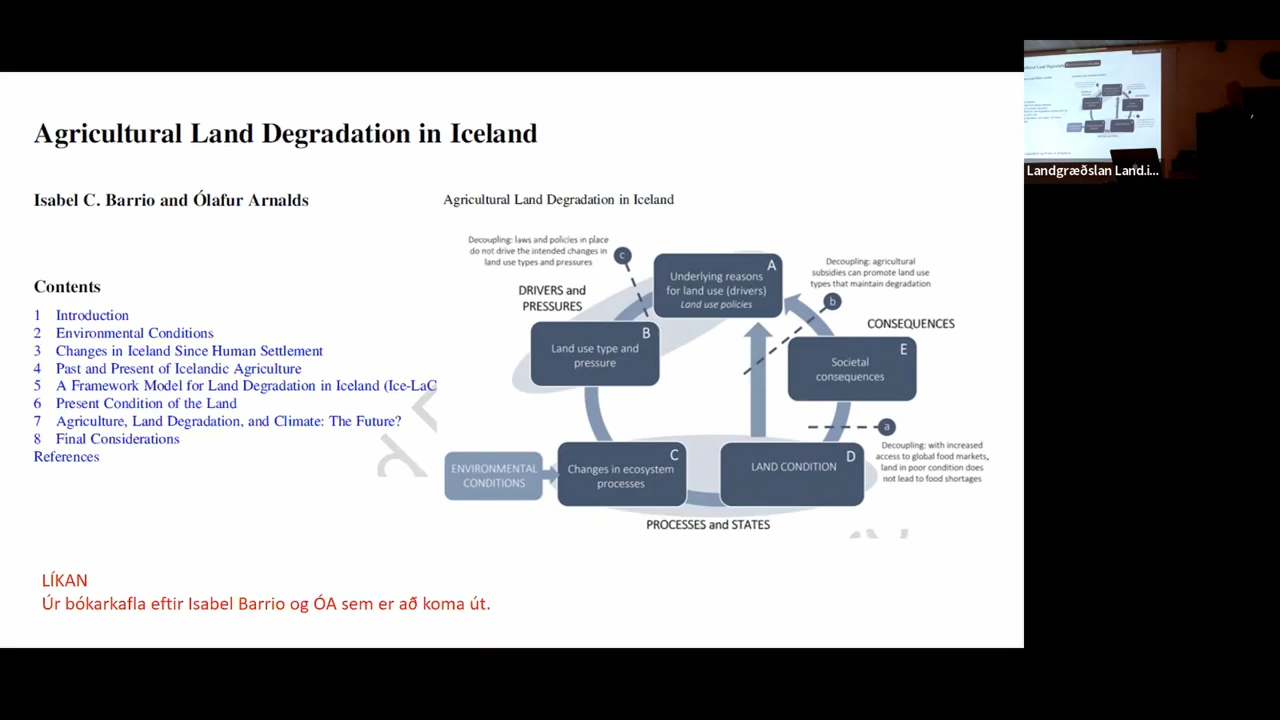 Agricultural Land Degradation in Iceland
Isabel C. Barrio and Ólafur Arnalds
Contents
1 Introduction
2 Environmental Conditions
3 Changes in Iceland Since Human Settlement
4 Past and Present of Icelandic Agriculture
5 A Framework Model for Land Degradation in Iceland (Ice-LaC
6 Present Condition of the Land
7 Agriculture, Land Degradation, and Climate: The Future?
8 Final Considerations
References
Agricultural Land Degradation in Iceland
Decoupling: laws and policies in place
do not drive the intended changes in
land use types and pressures
c
A
Underlying reasons
for land use (drivers)
Land use policies
Decoupling: agricultural
subsidies can promote land use
types that maintain degradation
b
DRIVERS and
PRESSURES
CONSEQUENCES
B
Land use type and
pressure
E
Societal
consequences
a
Decoupling: with increased
access to global food markets,
land in poor condition does
not lead to food shortages
ENVIRONMENTAL
CONDITIONS
C
Changes in ecosystem
processes
D
LAND CONDITION
PROCESSES and STATES
LÍKAN
Úr bókarkafla eftir Isabel Barrio og ÓA sem er að koma út.
Landgræðslan Land.i...